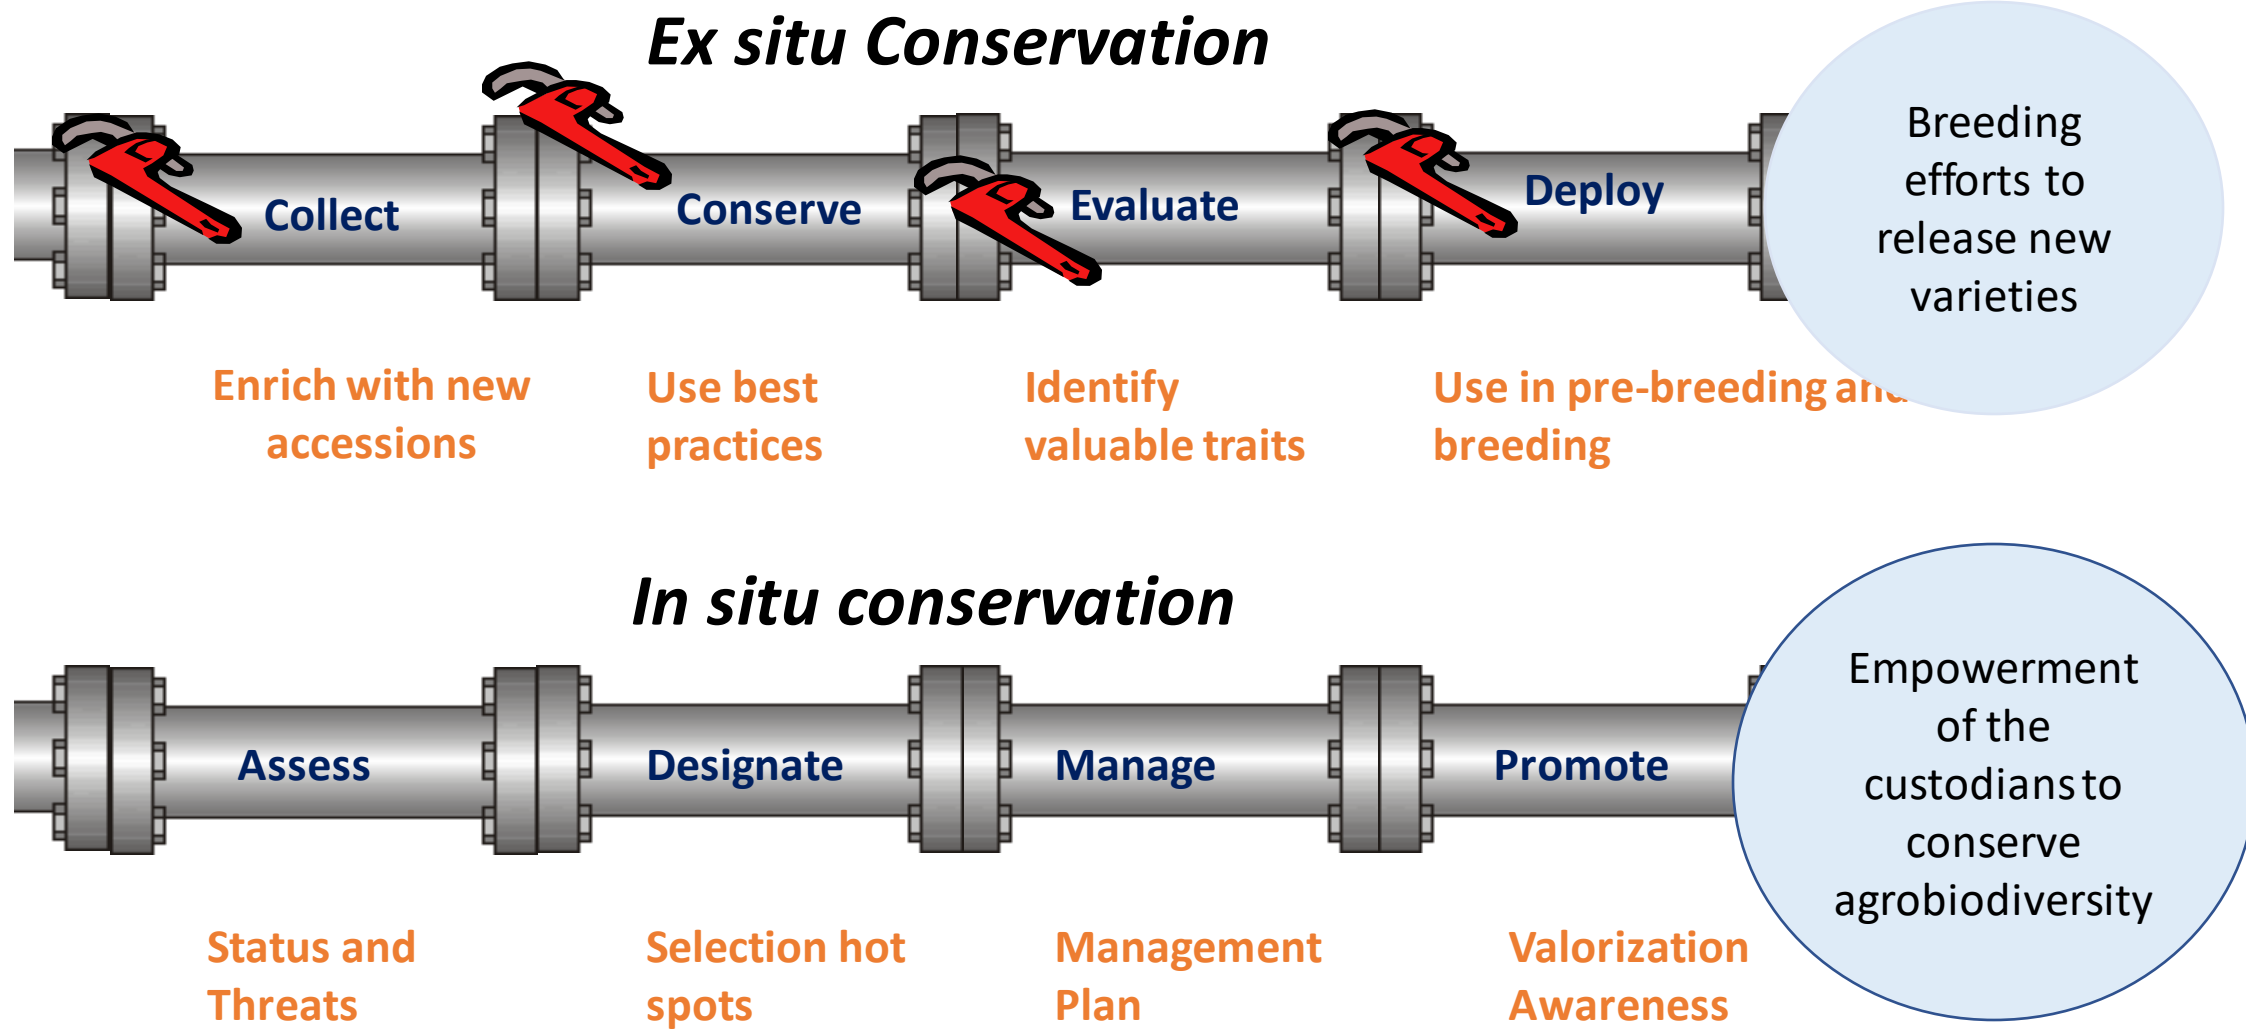 Ex situ Conservation
Collect
Conserve
Evaluate
Deploy
Breeding
efforts to
release new
varieties
Enrich with new
accessions
Use best
practices
Identify
valuable traits
Use in pre-breeding and
breeding
In situ conservation
Assess
Designate
Manage
Promote
Empowerment
of the
custodians to
conserve
agrobiodiversity
Status and
Threats
Selection hot
spots
Management
Plan
Valorization
Awareness